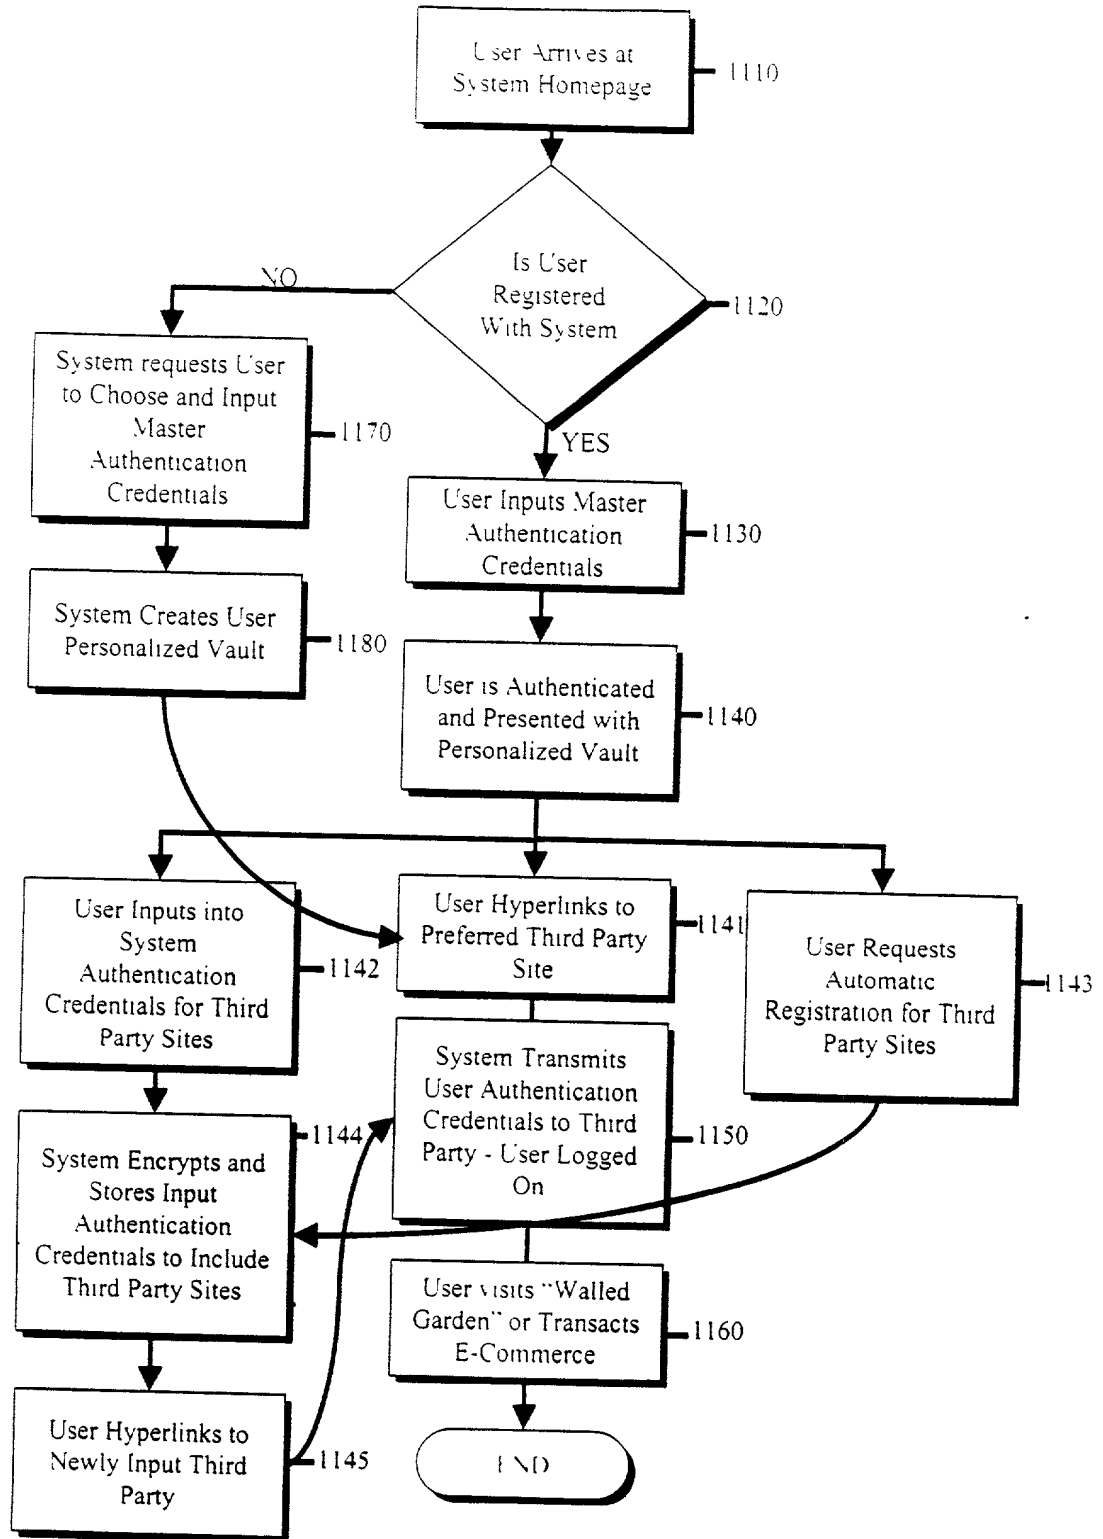 User Arrives at
System Homepage
1110
Is User
Registered
With System
1120
NO
YES
System requests User
to Choose and Input
Master
Authentication
Credentials
1170
User Inputs Master
Authentication
Credentials
1130
System Creates User
Personalized Vault
1180
User is Authenticated
and Presented with
Personalized Vault
1140
User Inputs into
System
Authentication
Credentials for Third
Party Sites
1142
User Hyperlinks to
Preferred Third Party
Site
1141
User Requests
Automatic
Registration for Third
Party Sites
1143
System Encrypts and
Stores Input
Authentication
Credentials to Include
Third Party Sites
1144
System Transmits
User Authentication
Credentials to Third
Party - User Logged
On
1150
User visits "Walled
Garden" or Transacts
E-Commerce
1160
User Hyperlinks to
Newly Input Third
Party
1145
END